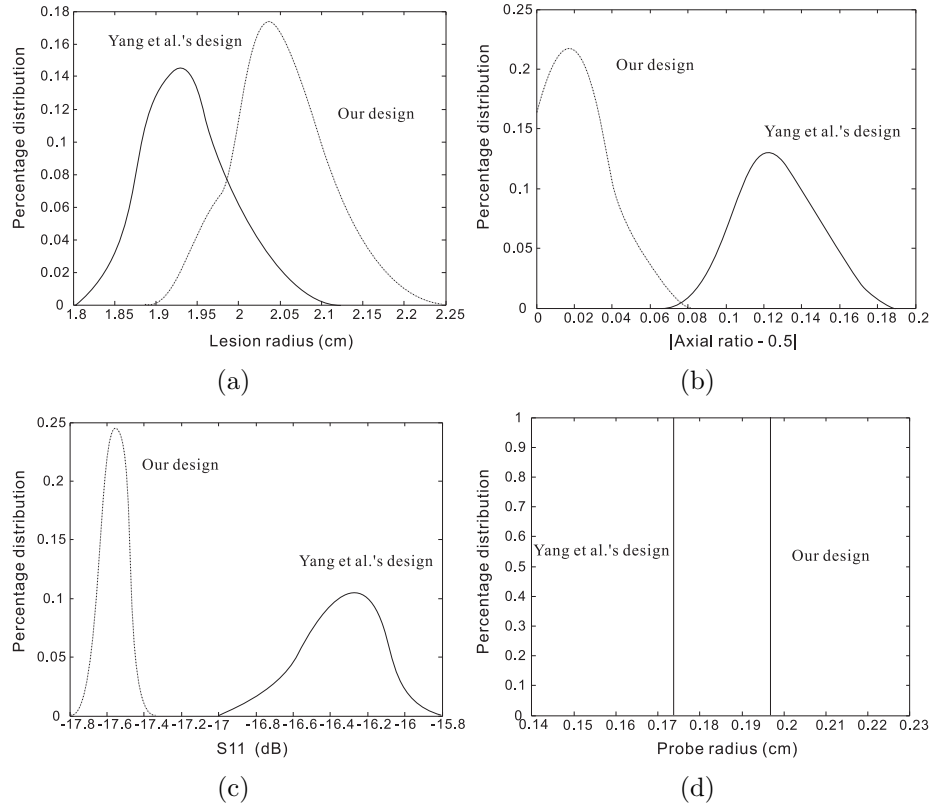 0.18
0.16
0.14
0.12
0.1
0.08
0.06
0.04
0.02
0
Percentage distribution
Yang et al.'s design
Our design
1.8 1.85 1.9 1.95 2 2.05 2.1 2.15 2.2 2.25
Lesion radius (cm)
(a)
0.25
0.2
0.15
0.1
0.05
0
Percentage distribution
Our design
Yang et al.'s design
0 0.02 0.04 0.06 0.08 0.1 0.12 0.14 0.16 0.18 0.2
|Axial ratio - 0.5|
(b)
0.25
0.2
0.15
0.1
0.05
0
Percentage distribution
Our design
Yang et al.'s design
-17.8 -17.6 -17.4 -17.2 -17 -16.8 -16.6 -16.4 -16.2 -16 -15.8
S11 (dB)
(c)
1
0.9
0.8
0.7
0.6
0.5
0.4
0.3
0.2
0.1
0
Percentage distribution
Yang et al.'s design
Our design
0.14 0.15 0.16 0.17 0.18 0.19 0.2 0.21 0.22 0.23
Probe radius (cm)
(d)